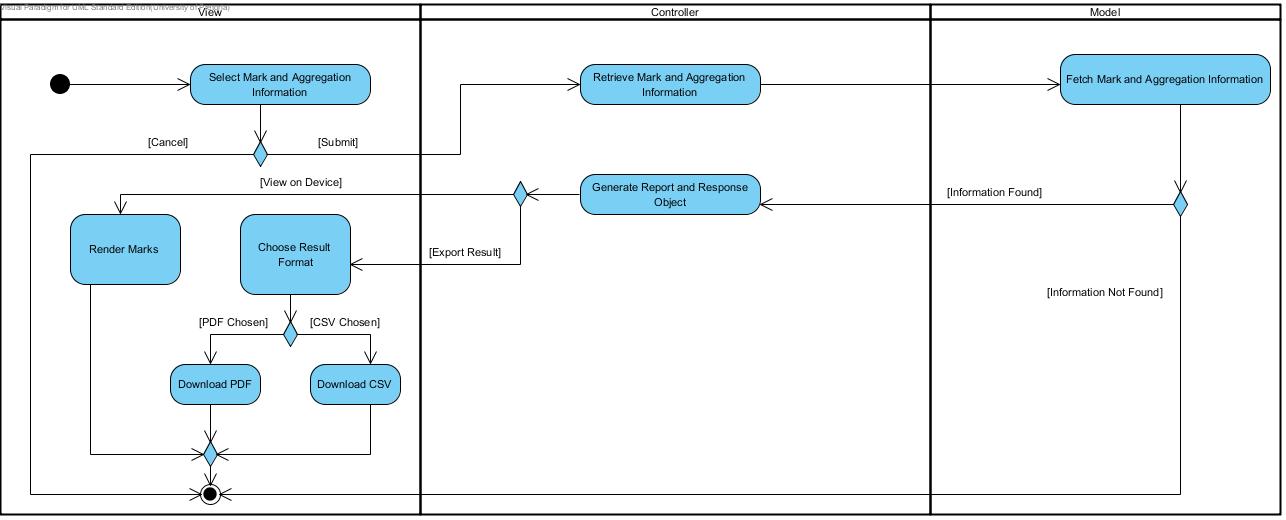 Visual Paradigm for UML Standard Edition(University of
View
Controller
Model
Select Mark and Aggregation
Information
Retrieve Mark and Aggregation
Information
Fetch Mark and Aggregation Information
[Cancel]
[Submit]
[View on Device]
Generate Report and Response
Object
[Information Found]
Render Marks
Choose Result
Format
[Export Result]
[Information Not Found]
[PDF Chosen]
[CSV Chosen]
Download PDF
Download CSV